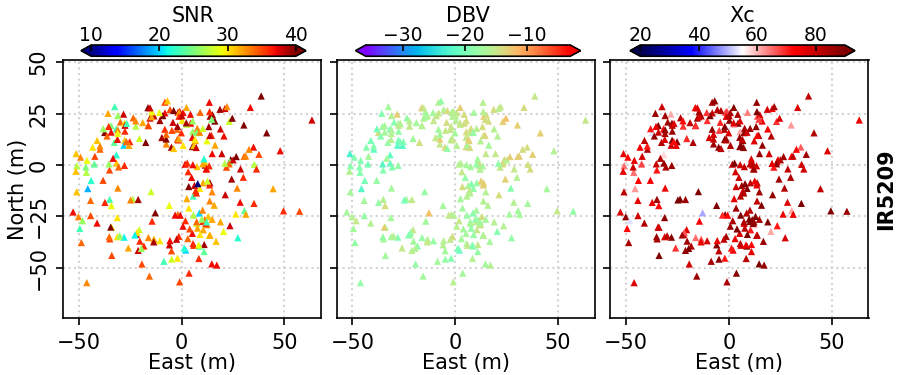 SNR DBV Xc
10 20 30 40 −30 −20 −10 20 40 60 80
50
25
0
−25
−50
North (m)
IR5209
−50 0 50 −50 0 50 −50 0 50
East (m) East (m) East (m)